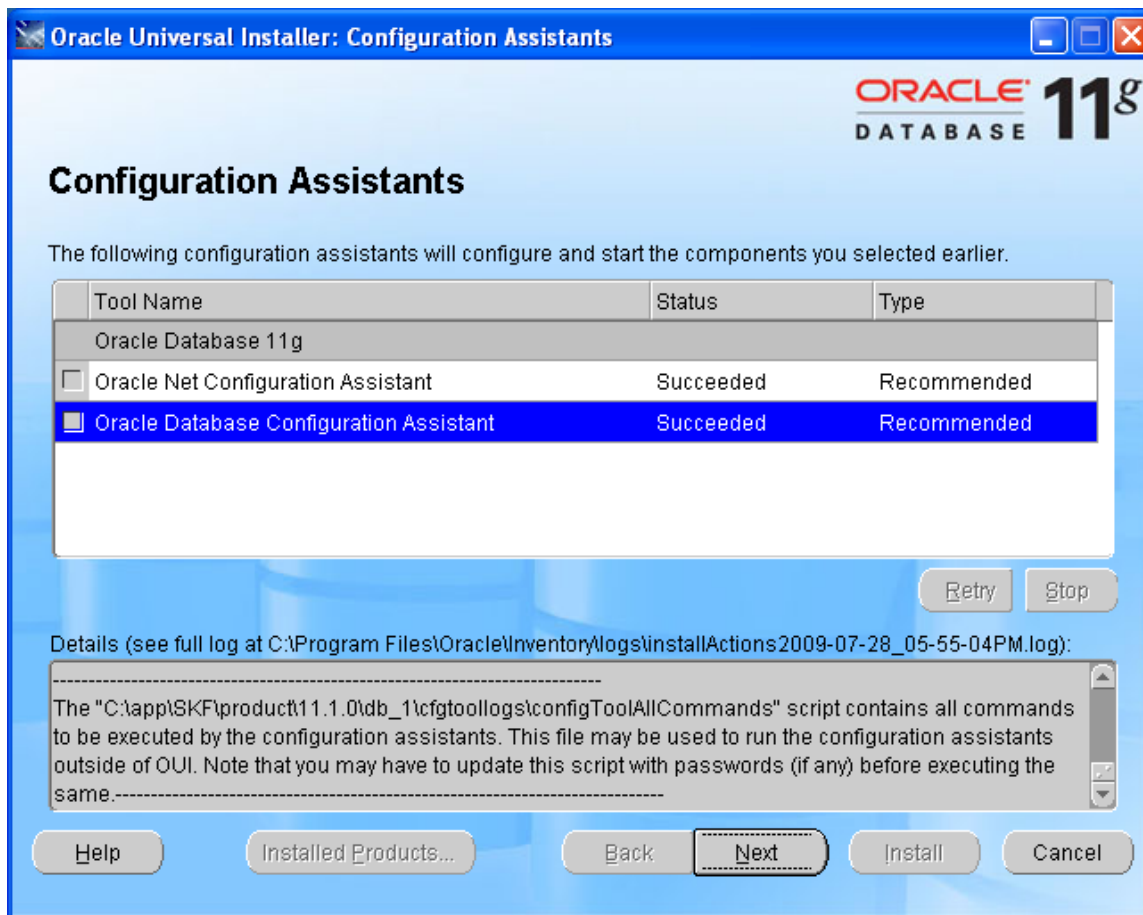 Oracle Universal Installer: Configuration Assistants
ORACLE® 11g
DATABASE
Configuration Assistants
The following configuration assistants will configure and start the components you selected earlier.
Tool Name Status Type
Oracle Database 11g
Oracle Net Configuration Assistant Succeeded Recommended
Oracle Database Configuration Assistant Succeeded Recommended
Retry Stop
Details (see full log at C:\Program Files\Oracle\Inventory\logs\installActions2009-07-28_05-55-04PM.log):
-----------------------------------------------------------------------------
The "C:\app\SKF\product\11.1.0\db_1\cfgtoollogs\configToolAllCommands" script contains all commands
to be executed by the configuration assistants. This file may be used to run the configuration assistants
outside of OUI. Note that you may have to update this script with passwords (if any) before executing the
same.-----------------------------------------------------------------------------
Help Installed Products... Back Next Install Cancel